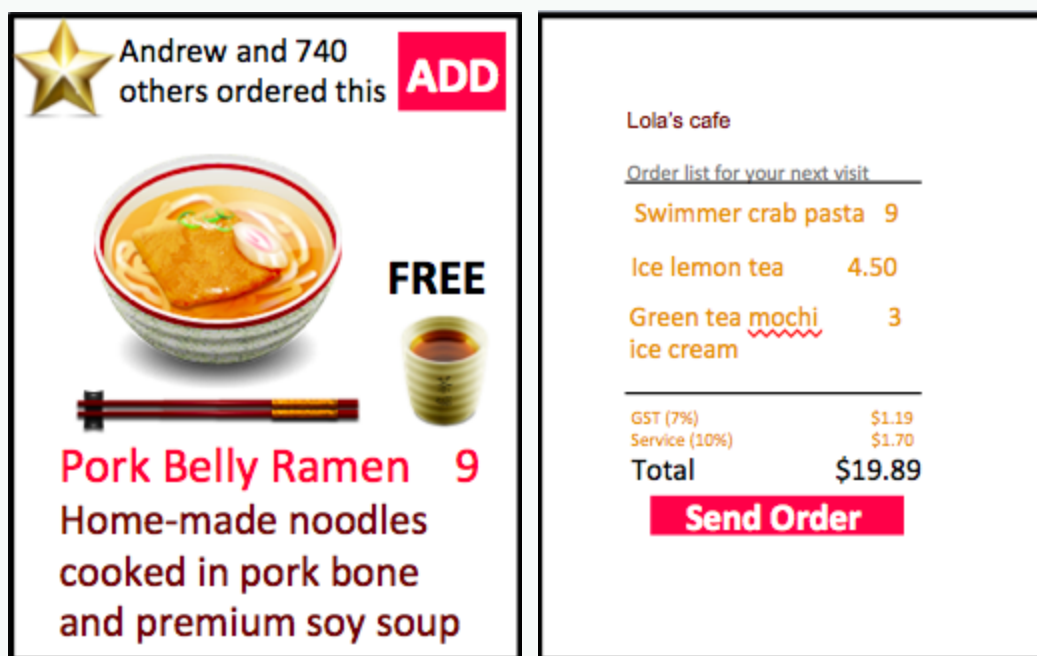 Andrew and 740
others ordered this
ADD
FREE
Pork Belly Ramen 9
Home-made noodles
cooked in pork bone
and premium soy soup
Lola's cafe
Order list for your next visit
Swimmer crab pasta 9
Ice lemon tea 4.50
Green tea mochi 3
ice cream
GST (7%) $1.19
Service (10%) $1.70
Total $19.89
Send Order